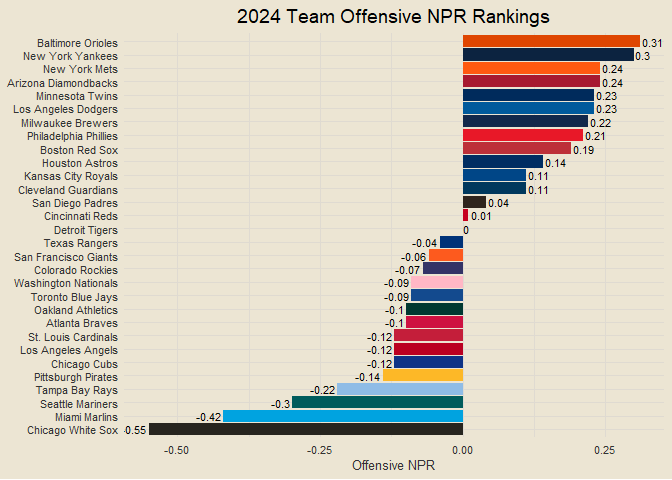 2024 Team Offensive NPR Rankings
Baltimore Orioles 0.31
New York Yankees 0.3
New York Mets 0.24
Arizona Diamondbacks 0.24
Minnesota Twins 0.23
Los Angeles Dodgers 0.23
Milwaukee Brewers 0.22
Philadelphia Phillies 0.21
Boston Red Sox 0.19
Houston Astros 0.14
Kansas City Royals 0.11
Cleveland Guardians 0.11
San Diego Padres 0.04
Cincinnati Reds 0.01
Detroit Tigers 0
Texas Rangers -0.04
San Francisco Giants -0.06
Colorado Rockies -0.07
Washington Nationals -0.09
Toronto Blue Jays -0.09
Oakland Athletics -0.1
Atlanta Braves -0.1
St. Louis Cardinals -0.12
Los Angeles Angels -0.12
Chicago Cubs -0.12
Pittsburgh Pirates -0.14
Tampa Bay Rays -0.22
Seattle Mariners -0.3
Miami Marlins -0.42
Chicago White Sox -0.55
-0.50 -0.25 0.00 0.25
Offensive NPR